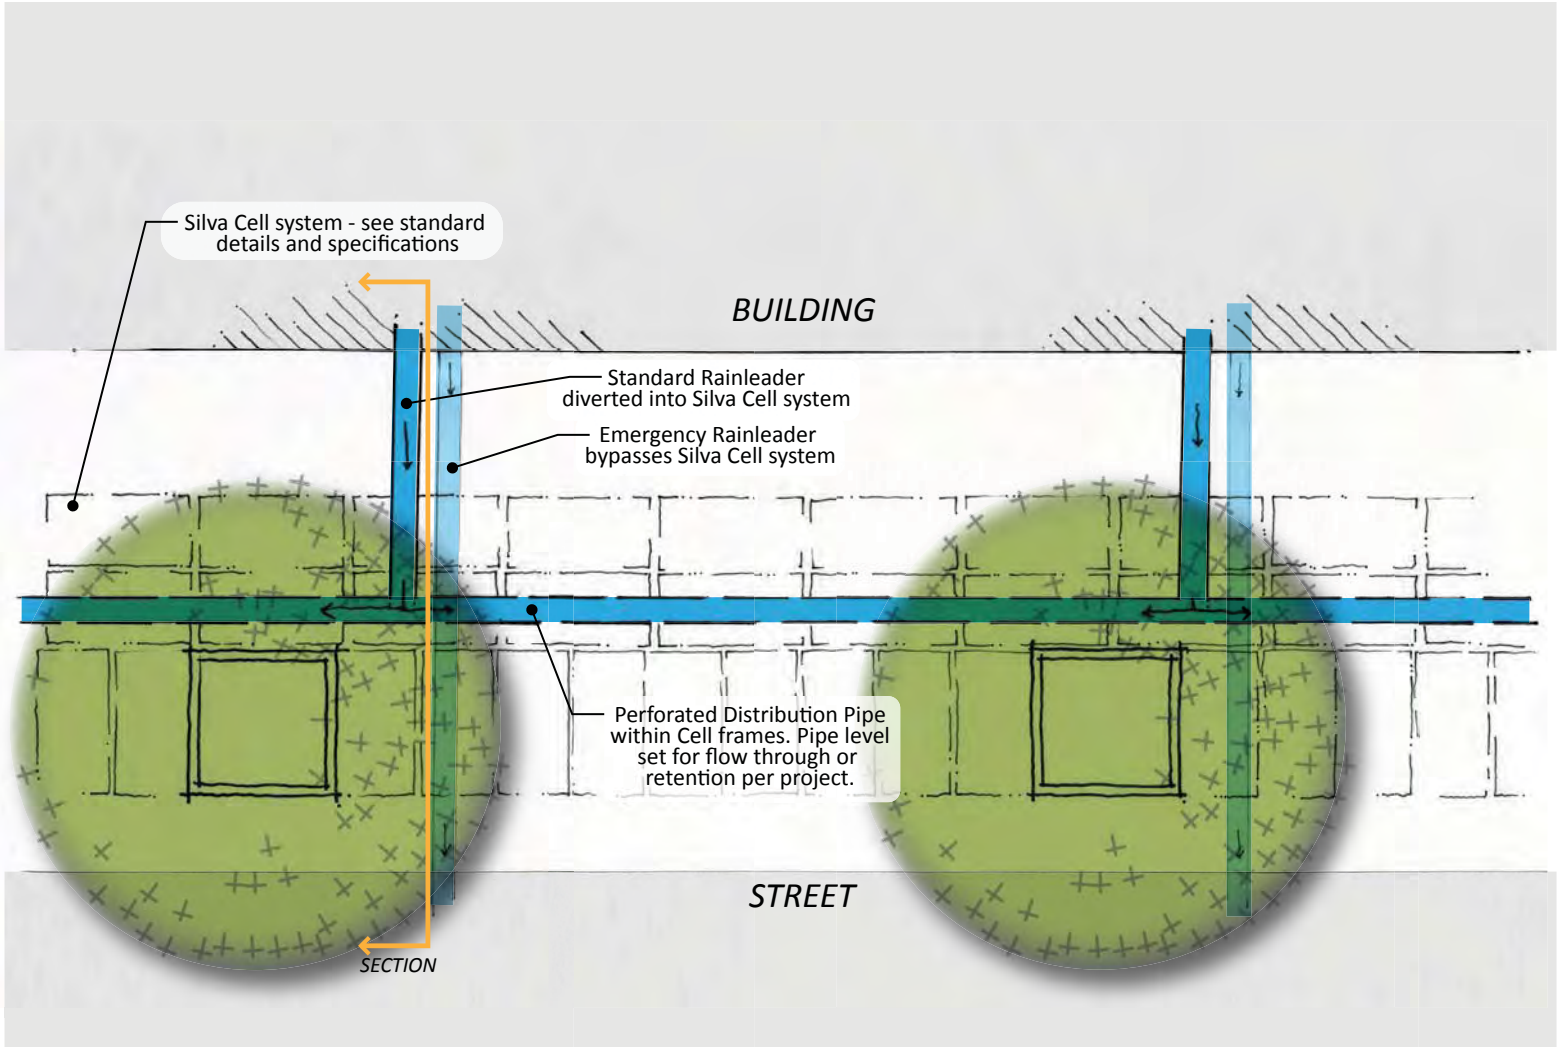 Silva Cell system - see standard
details and specifications
BUILDING
Standard Rainleader
diverted into Silva Cell system
Emergency Rainleader
bypasses Silva Cell system
Perforated Distribution Pipe
within Cell frames. Pipe level
set for flow through or
retention per project.
STREET
SECTION